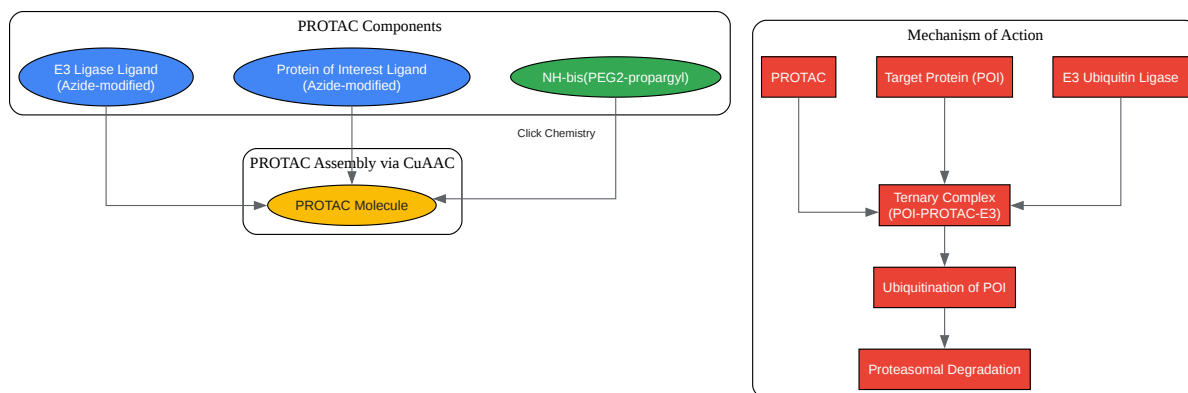 PROTAC Components
E3 Ligase Ligand
(Azide-modified)
Protein of Interest Ligand
(Azide-modified)
NH-bis(PEG2-propargyl)
Click Chemistry
PROTAC Assembly via CuAAC
PROTAC Molecule
Mechanism of Action
PROTAC
Target Protein (POI)
E3 Ubiquitin Ligase
Ternary Complex
(POI-PROTAC-E3)
Ubiquitination of POI
Proteasomal Degradation